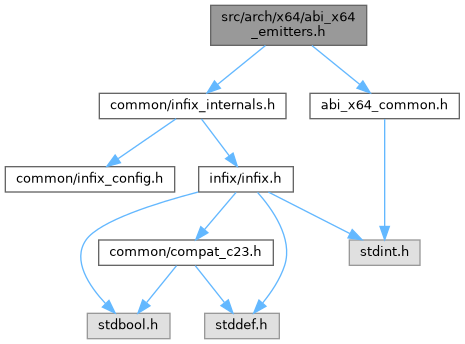 src/arch/x64/abi_x64
_emitters.h
common/infix_internals.h
abi_x64_common.h
common/infix_config.h
infix/infix.h
common/compat_c23.h
stdint.h
stdbool.h
stddef.h